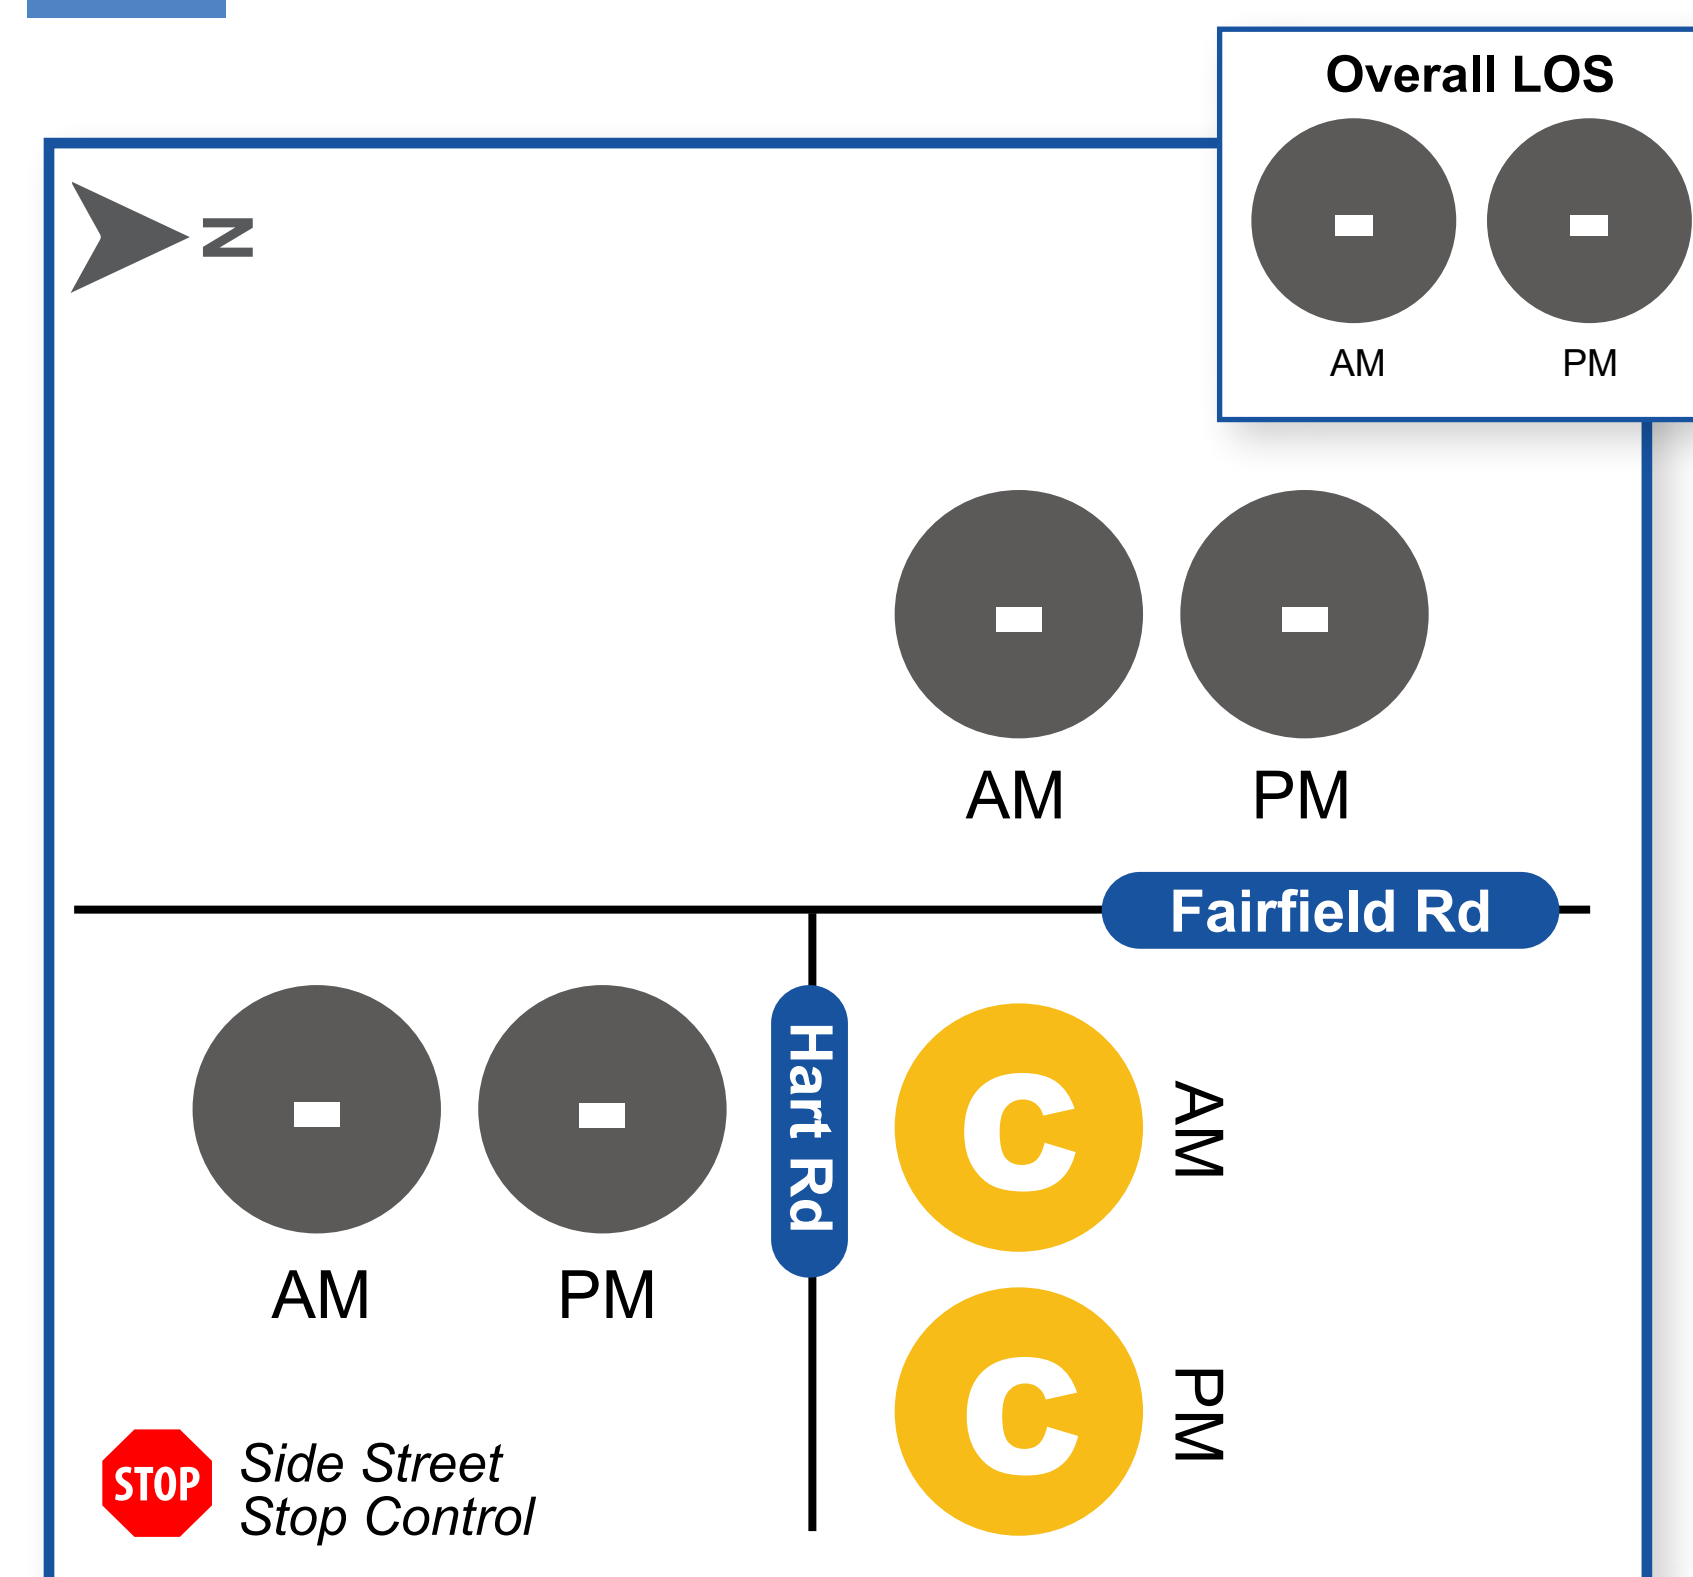 Overall LOS
- -
AM PM
N
- -
AM PM
Fairfield Rd
- -
AM PM
Hart Rd
C AM
C PM
STOP
Side Street
Stop Control